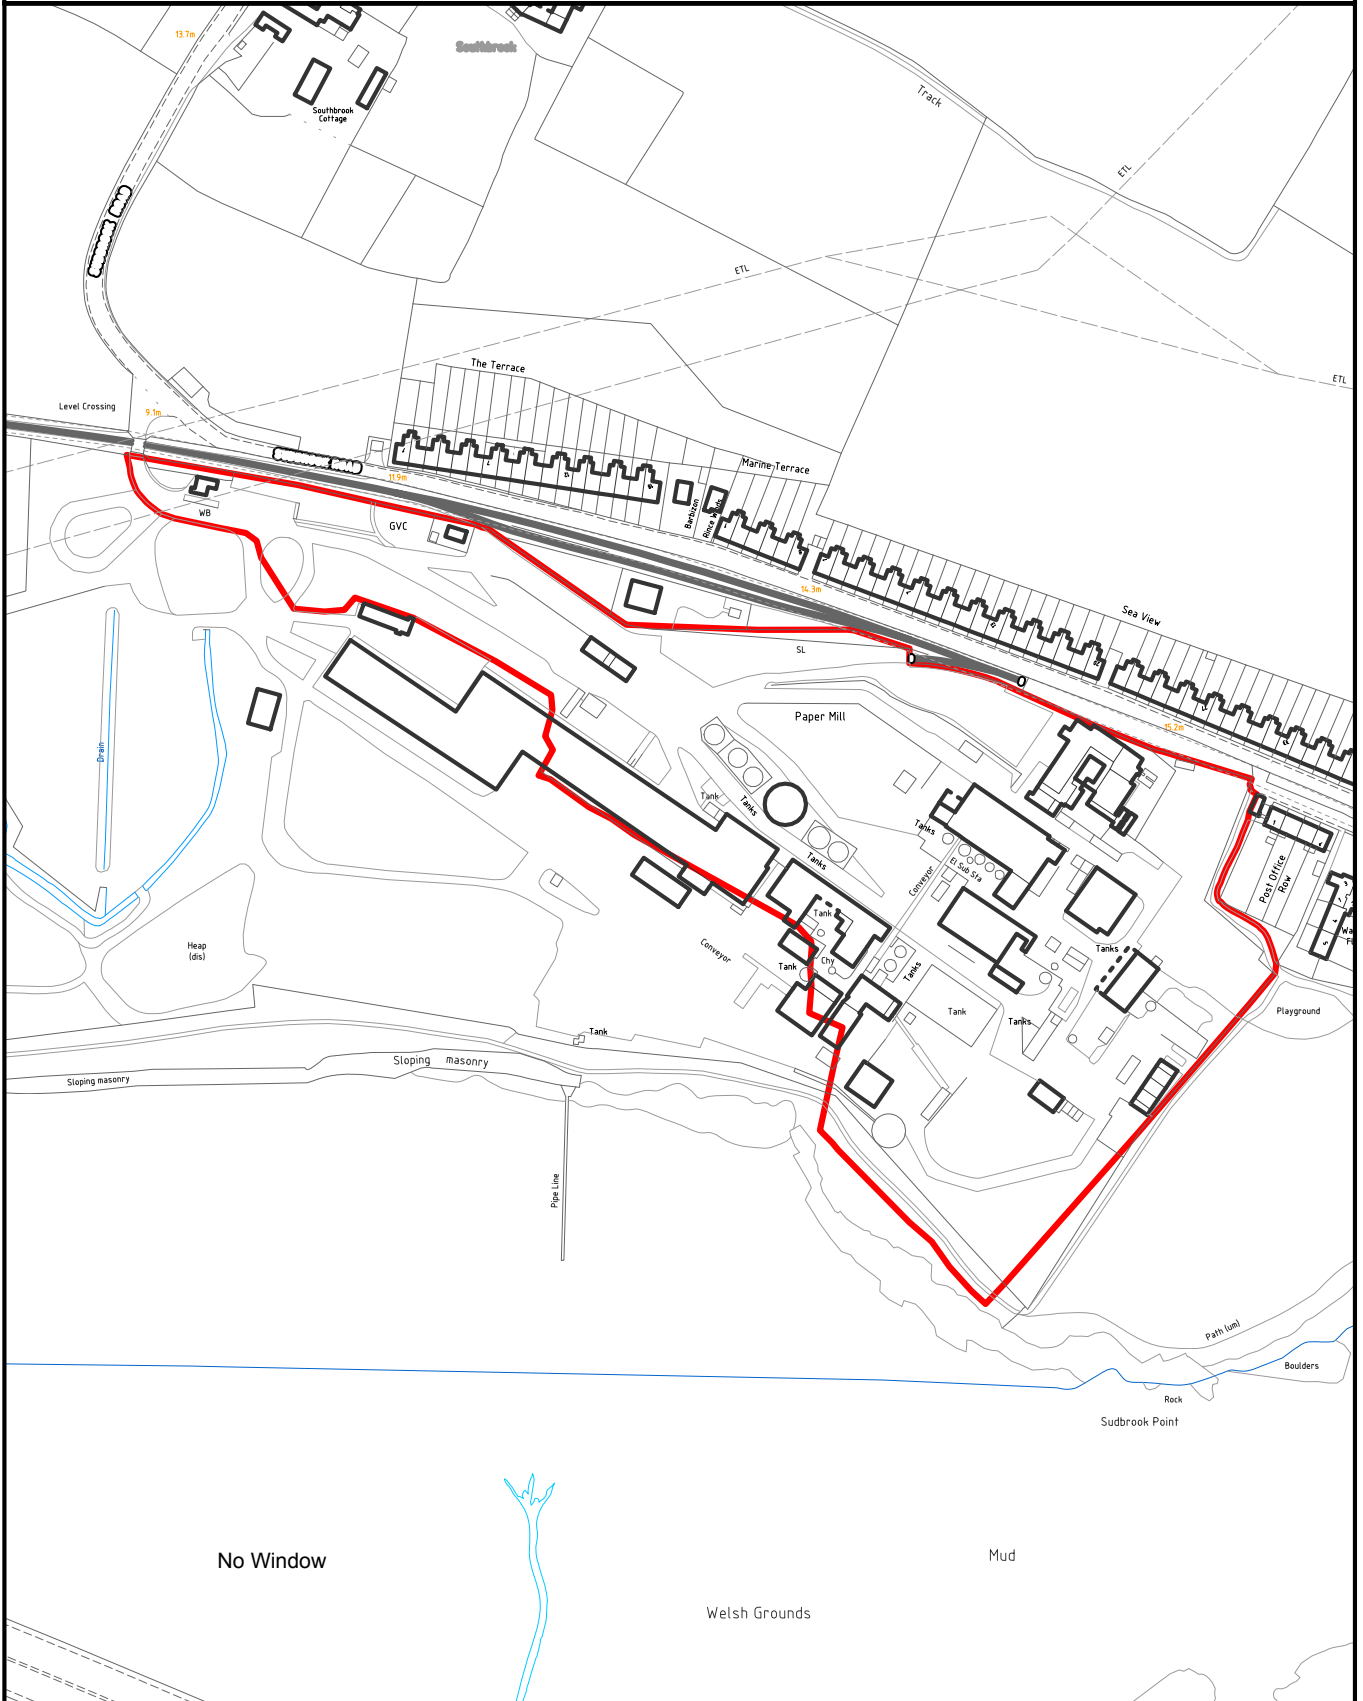 13.7m
Southbrook
Southbrook
Cottage
Track
ETL
ETL
ETL
The Terrace
Level Crossing
9.1m
Marine Terrace
11.9m
Barbizon
WB
GVC
14.3m
Sea View
SL
Paper Mill
15.2m
Drain
Tank
Tanks
Tanks
Tanks
El Sub Sta
Conveyor
Post Office
Row
Tank
Heap
(dis)
Conveyor
Tanks
Chy
Tank
Tanks
Tank
Tanks
Playground
Tank
Sloping masonry
Sloping masonry
Pipe Line
Path (um)
Boulders
Rock
Sudbrook Point
No Window
Mud
Welsh Grounds